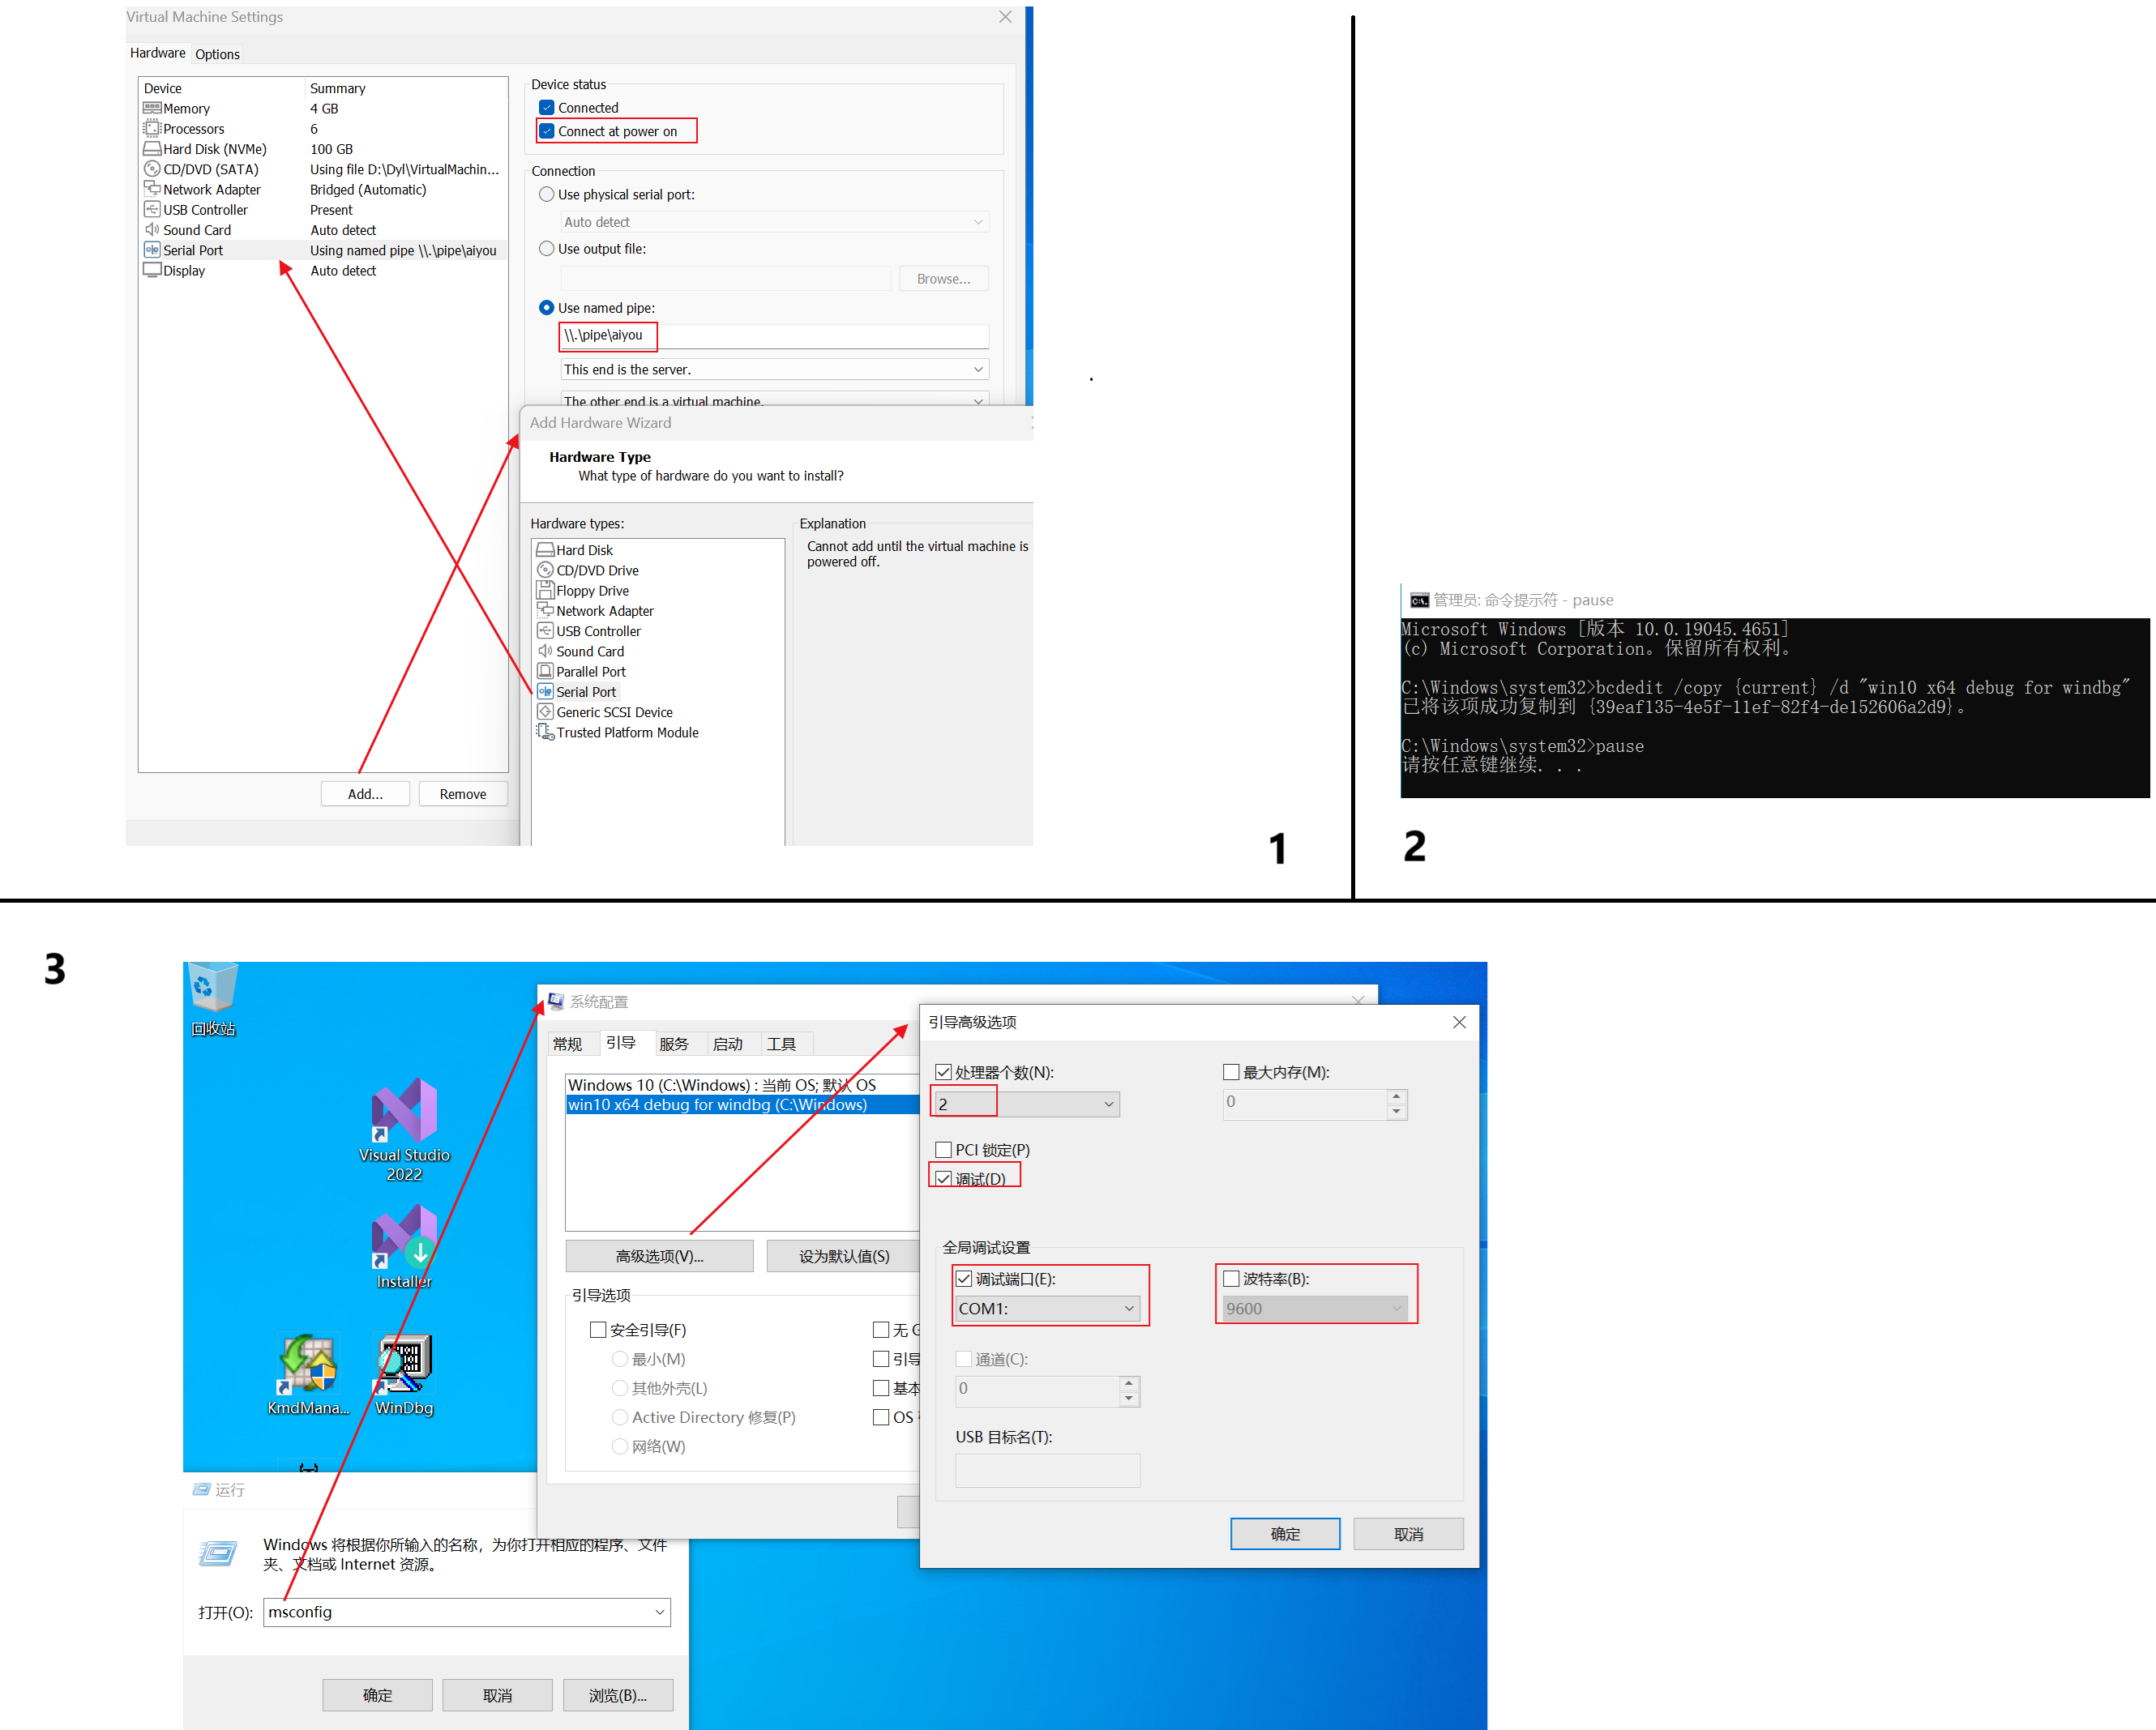 Virtual Machine Settings
Hardware Options
Device Summary
Memory 4 GB
Processors 6
Hard Disk (NVMe) 100 GB
CD/DVD (SATA) Using file D:\Dyl\VirtualMachin...
Network Adapter Bridged (Automatic)
USB Controller Present
Sound Card Auto detect
Serial Port Using named pipe \\.\pipe\aiyou
Display Auto detect
Add... Remove
Device status
Connected
Connect at power on
Connection
Use physical serial port:
Auto detect
Use output file:
Browse...
Use named pipe:
\\.\pipe\aiyou
This end is the server.
The other end is a virtual machine.
Add Hardware Wizard
Hardware Type
What type of hardware do you want to install?
Hardware types:
Hard Disk
CD/DVD Drive
Floppy Drive
Network Adapter
USB Controller
Sound Card
Parallel Port
Serial Port
Generic SCSI Device
Trusted Platform Module
Explanation
Cannot add until the virtual machine is
powered off.
1
管理员: 命令提示符 - pause
Microsoft Windows [版本 10.0.19045.4651]
(c) Microsoft Corporation。保留所有权利。
C:\Windows\system32>bcdedit /copy {current} /d "win10 x64 debug for windbg"
已将该项成功复制到 {39eaf135-4e5f-11ef-82f4-de152606a2d9}。
C:\Windows\system32>pause
请按任意键继续. . .
2
3
回收站
Visual Studio
2022
Installer
KmdMana...
WinDbg
系统配置
常规 引导 服务 启动 工具
Windows 10 (C:\Windows) : 当前 OS; 默认 OS
win10 x64 debug for windbg (C:\Windows)
高级选项(V)... 设为默认值(S)
引导选项
安全引导(F)
最小(M)
其他外壳(L)
Active Directory 修复(P)
网络(W)
无 G
引导
基本
OS
引导高级选项
处理器个数(N):
2
最大内存(M):
0
PCI 锁定(P)
调试(D)
全局调试设置
调试端口(E):
COM1:
波特率(B):
9600
通道(C):
0
USB 目标名(T):
确定 取消
运行
Windows 将根据你所输入的名称，为你打开相应的程序、文件
夹、文档或 Internet 资源。
打开(O): msconfig
确定 取消 浏览(B)...